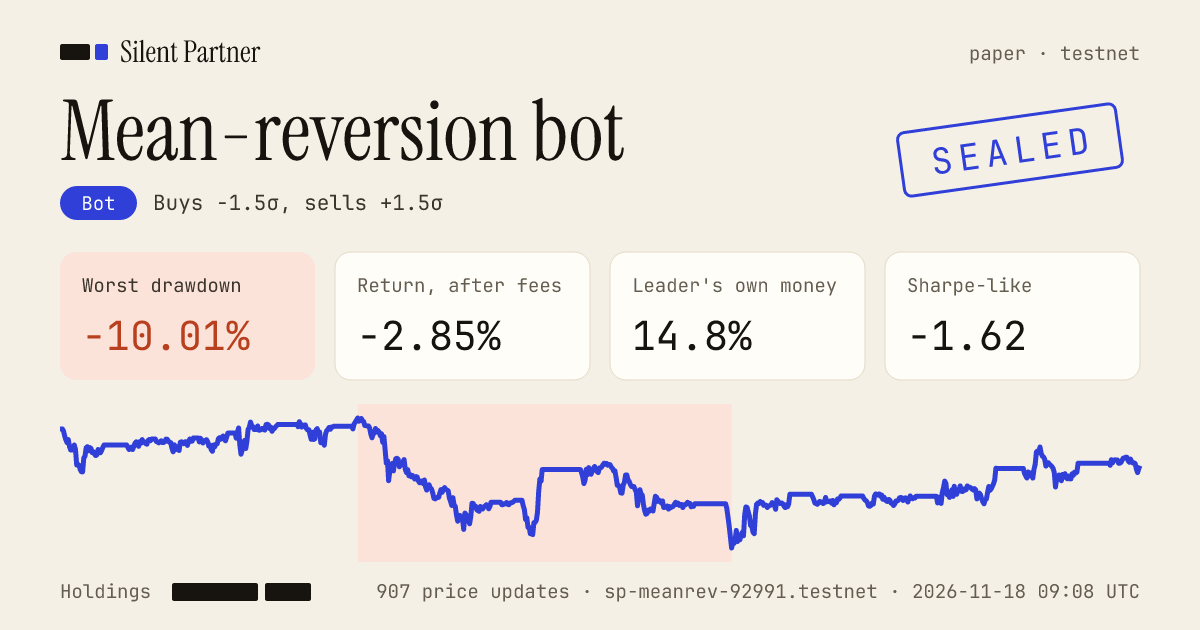 Silent Partner
paper · testnet
Mean-reversion bot
SEALED
Bot
Buys -1.5σ, sells +1.5σ
Worst drawdown
-10.01%
Return, after fees
-2.85%
Leader's own money
14.8%
Sharpe-like
-1.62
Holdings
907 price updates · sp-meanrev-92991.testnet · 2026-11-18 09:08 UTC